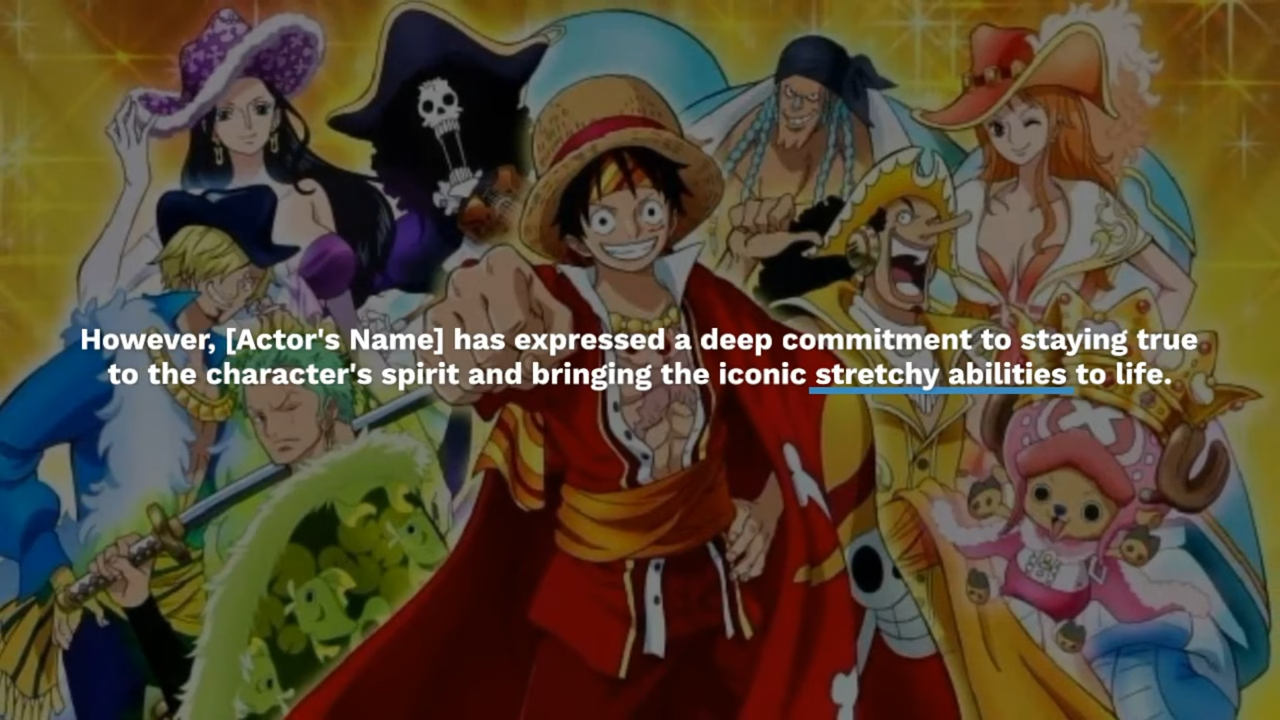 However, [Actor's Name] has expressed a deep commitment to staying true
to the character's spirit and bringing the iconic stretchy abilities to life.